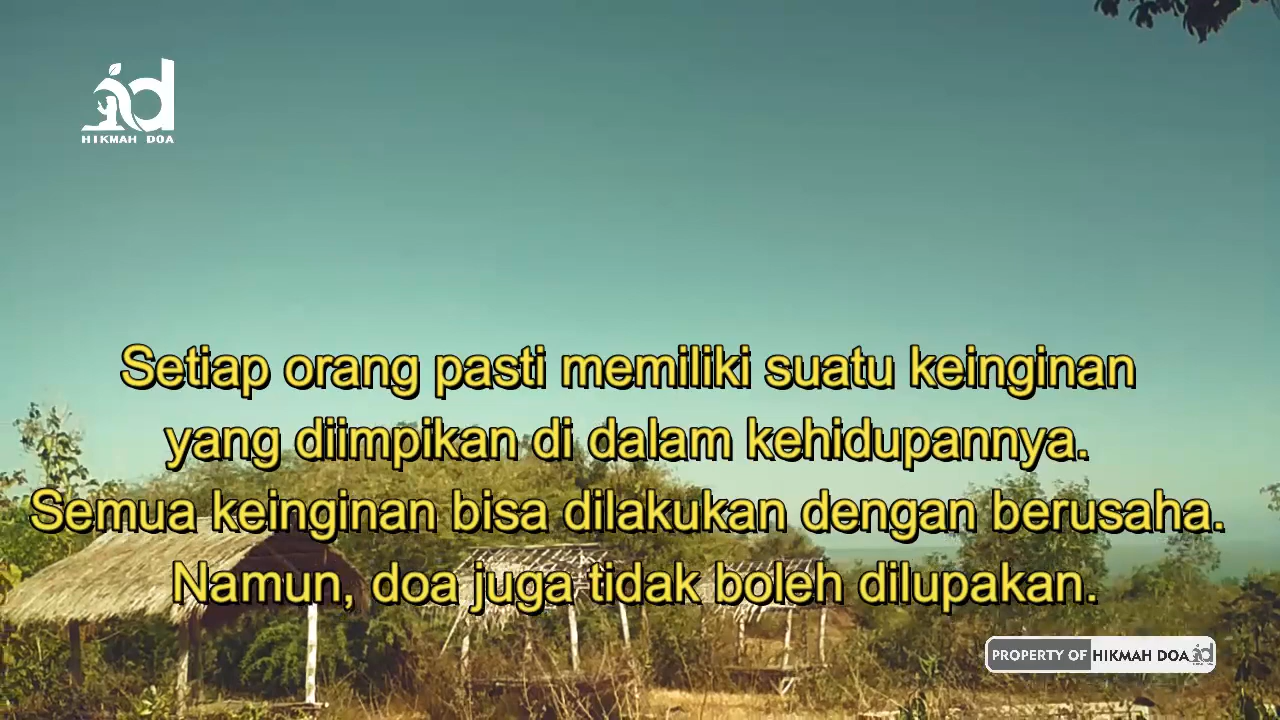 HIKMAH DOA
Setiap orang pasti memiliki suatu keinginan
yang diimpikan di dalam kehidupannya.
Semua keinginan bisa dilakukan dengan berusaha.
Namun, doa juga tidak boleh dilupakan.
PROPERTY OF HIKMAH DOA